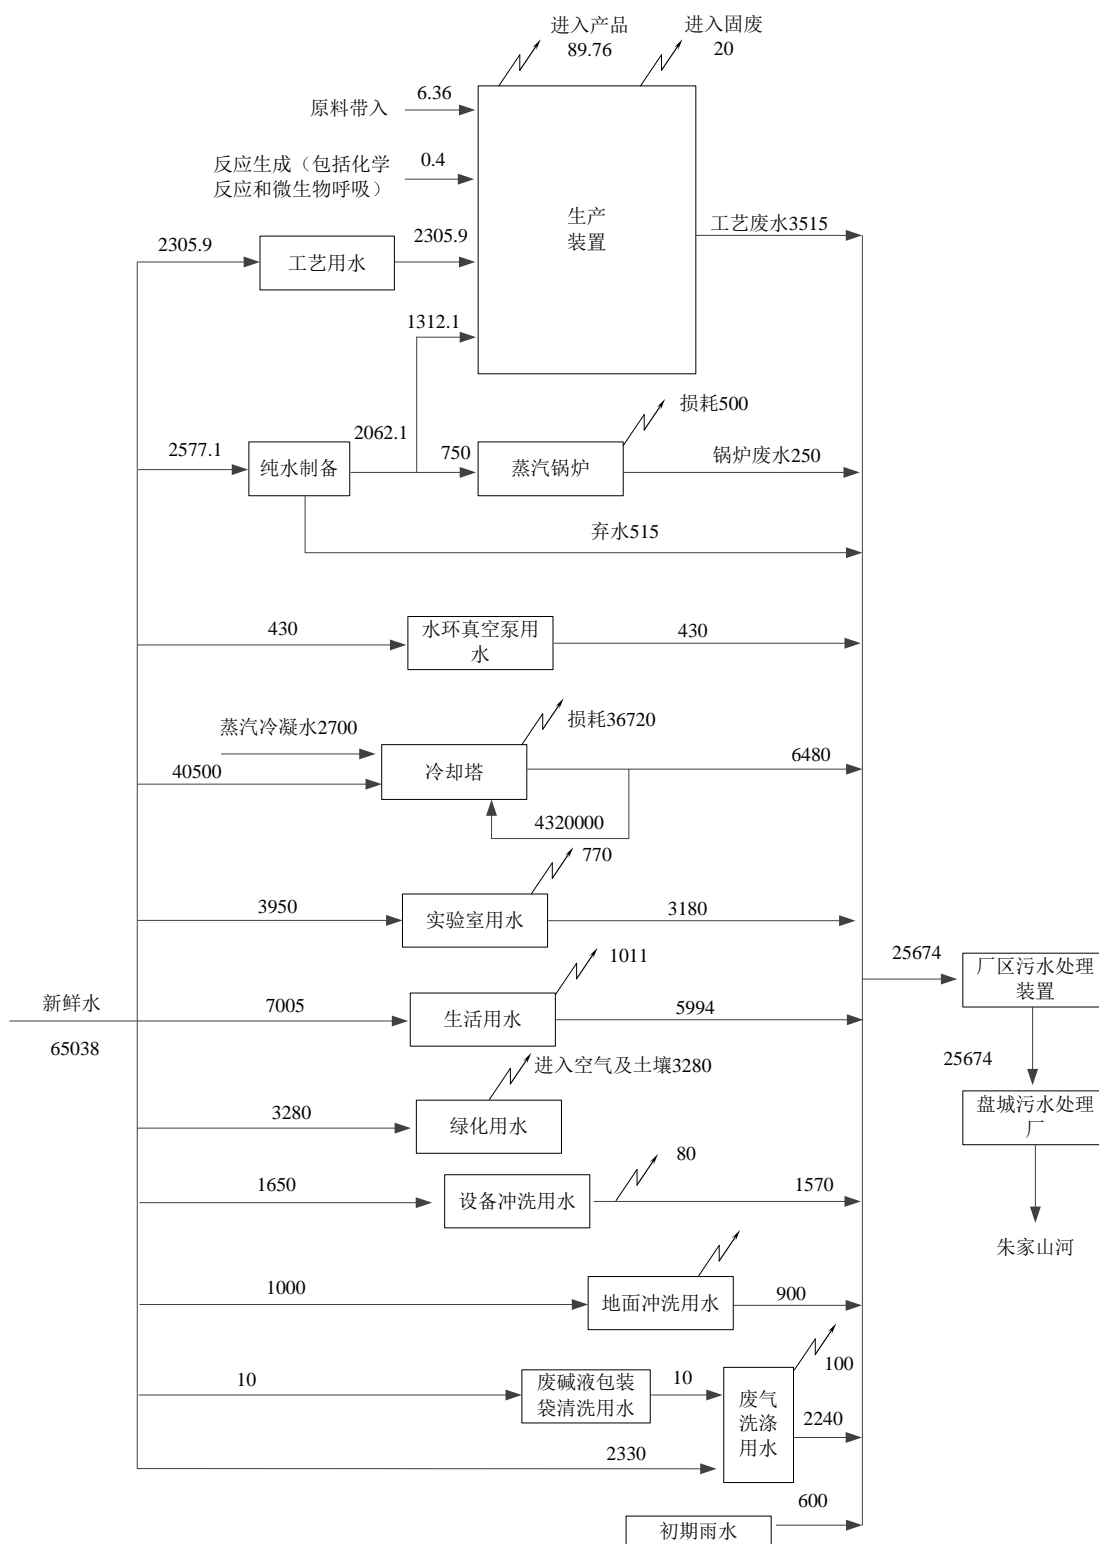 进入产品
89.76
进入固废
20
原料带入
6.36
反应生成（包括化学
反应和微生物呼吸）
0.4
生产
装置
工艺废水3515
2305.9
工艺用水
2305.9
1312.1
2577.1
纯水制备
2062.1
750
蒸汽锅炉
损耗500
锅炉废水250
弃水515
430
水环真空泵用
水
430
蒸汽冷凝水2700
40500
冷却塔
损耗36720
6480
4320000
3950
实验室用水
770
3180
25674
厂区污水处理
装置
新鲜水
65038
7005
生活用水
1011
5994
25674
盘城污水处理
厂
朱家山河
3280
绿化用水
进入空气及土壤3280
1650
设备冲洗用水
80
1570
1000
地面冲洗用水
900
10
废碱液包装
袋清洗用水
10
废气
洗涤
用水
100
2240
2330
初期雨水
600